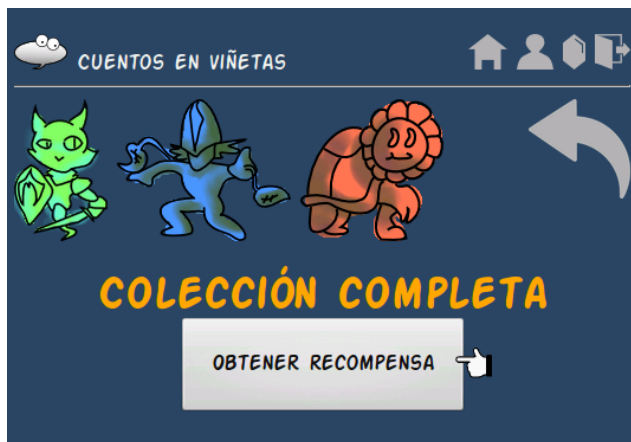 CUENTOS EN VIÑETAS
COLECCIÓN COMPLETA
OBTENER RECOMPENSA